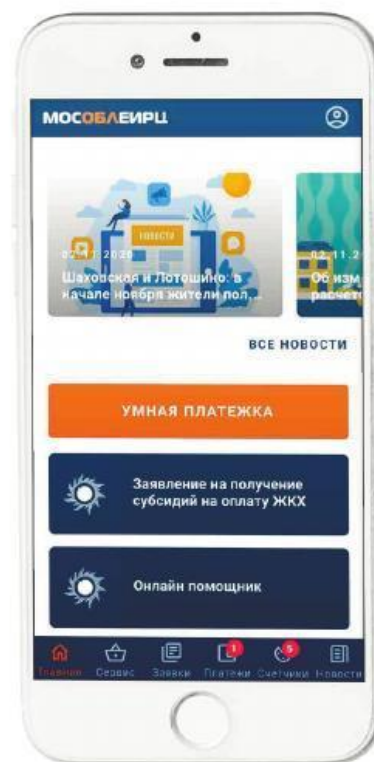 МОСОБЛЕИРЦ
НОВОСТИ
02.11.2020
Шаховская и Лотошино: в
начале ноября жители пол...
02.11.2
Об изм
расчето
ВСЕ НОВОСТИ
УМНАЯ ПЛАТЕЖКА
Заявление на получение
субсидий на оплату ЖКХ
Онлайн помощник
1 5
Главная Сервис Заявки Платежи Счетчики Новости